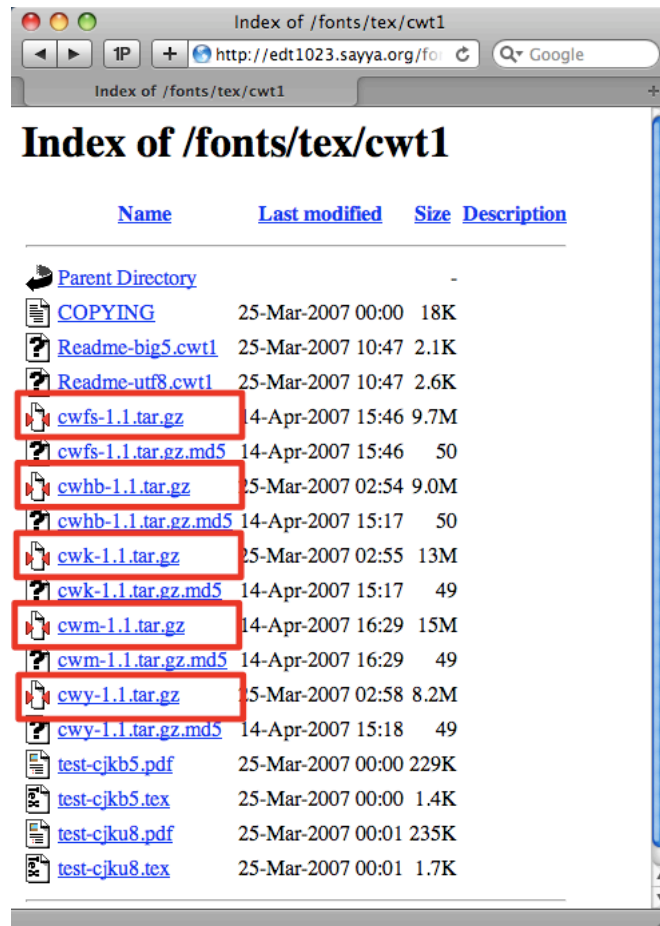 Index of /fonts/tex/cwt1
1P + http://edt1023.sayya.org/fo Google
Index of /fonts/tex/cwt1
Index of /fonts/tex/cwt1
Name Last modified Size Description
Parent Directory -
COPYING 25-Mar-2007 00:00 18K
Readme-big5.cwt1 25-Mar-2007 10:47 2.1K
Readme-utf8.cwt1 25-Mar-2007 10:47 2.6K
cwfs-1.1.tar.gz 14-Apr-2007 15:46 9.7M
cwfs-1.1.tar.gz.md5 14-Apr-2007 15:46 50
cwhb-1.1.tar.gz 25-Mar-2007 02:54 9.0M
cwhb-1.1.tar.gz.md5 14-Apr-2007 15:17 50
cwk-1.1.tar.gz 25-Mar-2007 02:55 13M
cwk-1.1.tar.gz.md5 14-Apr-2007 15:17 49
cwm-1.1.tar.gz 14-Apr-2007 16:29 15M
cwm-1.1.tar.gz.md5 14-Apr-2007 16:29 49
cwy-1.1.tar.gz 25-Mar-2007 02:58 8.2M
cwy-1.1.tar.gz.md5 14-Apr-2007 15:18 49
test-cjkb5.pdf 25-Mar-2007 00:00 229K
test-cjkb5.tex 25-Mar-2007 00:00 1.4K
test-cjku8.pdf 25-Mar-2007 00:01 235K
test-cjku8.tex 25-Mar-2007 00:01 1.7K